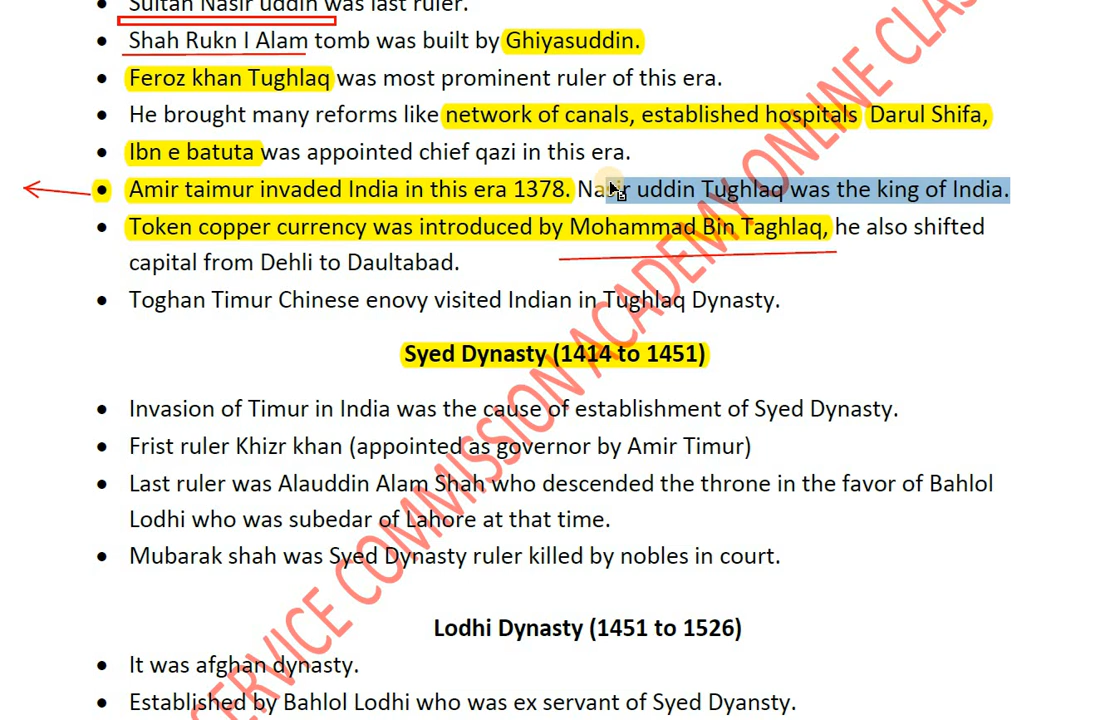 Sultan Nasir uddin was last ruler.
Shah Rukn I Alam tomb was built by Ghiyasuddin.
Feroz khan Tughlaq was most prominent ruler of this era.
He brought many reforms like network of canals, established hospitals Darul Shifa,
Ibn e batuta was appointed chief qazi in this era.
Amir taimur invaded India in this era 1378. Nasir uddin Tughlaq was the king of India.
Token copper currency was introduced by Mohammad Bin Taghlaq, he also shifted
capital from Dehli to Daultabad.
Toghan Timur Chinese enovy visited Indian in Tughlaq Dynasty.
Syed Dynasty (1414 to 1451)
Invasion of Timur in India was the cause of establishment of Syed Dynasty.
Frist ruler Khizr khan (appointed as governor by Amir Timur)
Last ruler was Alauddin Alam Shah who descended the throne in the favor of Bahlol
Lodhi who was subedar of Lahore at that time.
Mubarak shah was Syed Dynasty ruler killed by nobles in court.
Lodhi Dynasty (1451 to 1526)
It was afghan dynasty.
Established by Bahlol Lodhi who was ex servant of Syed Dyansty.
SERVICE COMMISSION ACADEMY ONLINE CLAS